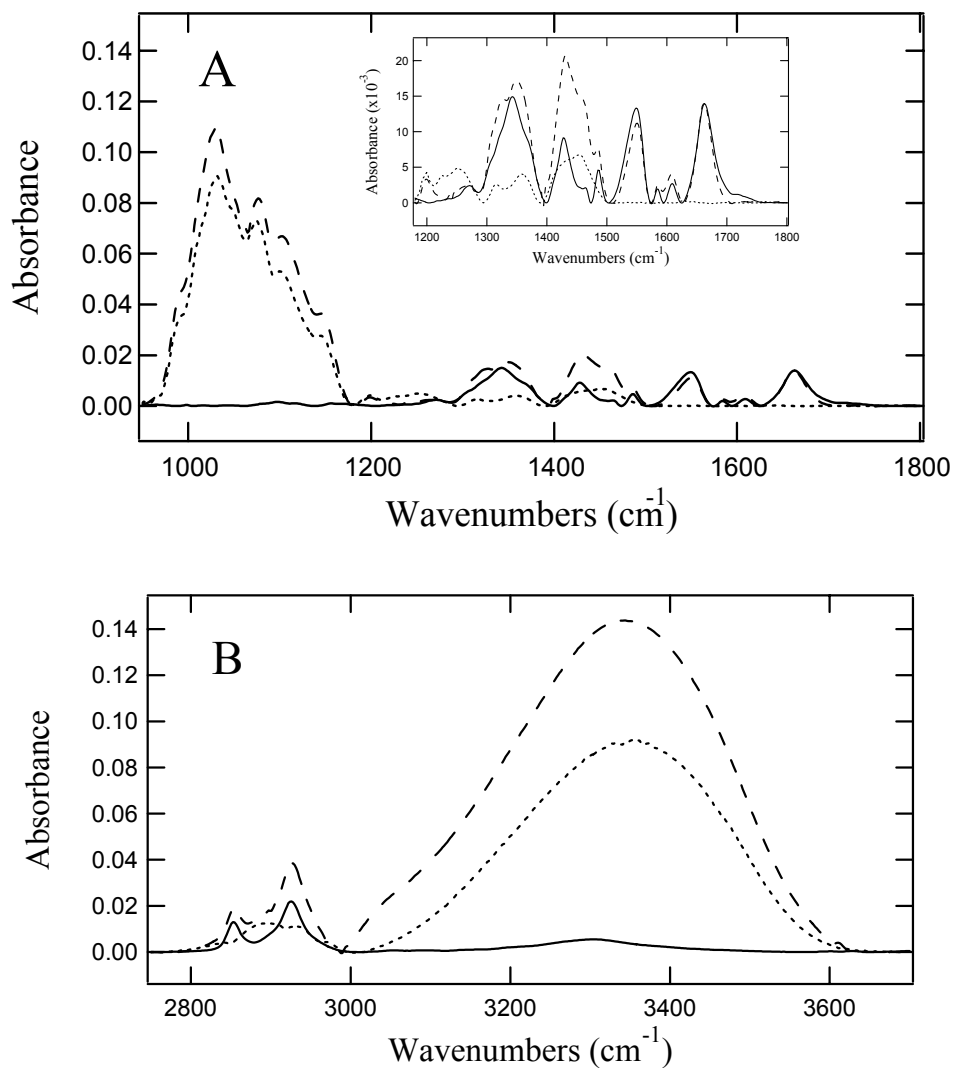 A
0.14
0.12
0.10
0.08
0.06
0.04
0.02
0.00
Absorbance
1000 1200 1400 1600 1800
Wavenumbers (cm-1)
20
15
10
5
0
Absorbance (x10-3)
1200 1300 1400 1500 1600 1700 1800
Wavenumbers (cm-1)
B
0.14
0.12
0.10
0.08
0.06
0.04
0.02
0.00
Absorbance
2800 3000 3200 3400 3600
Wavenumbers (cm-1)